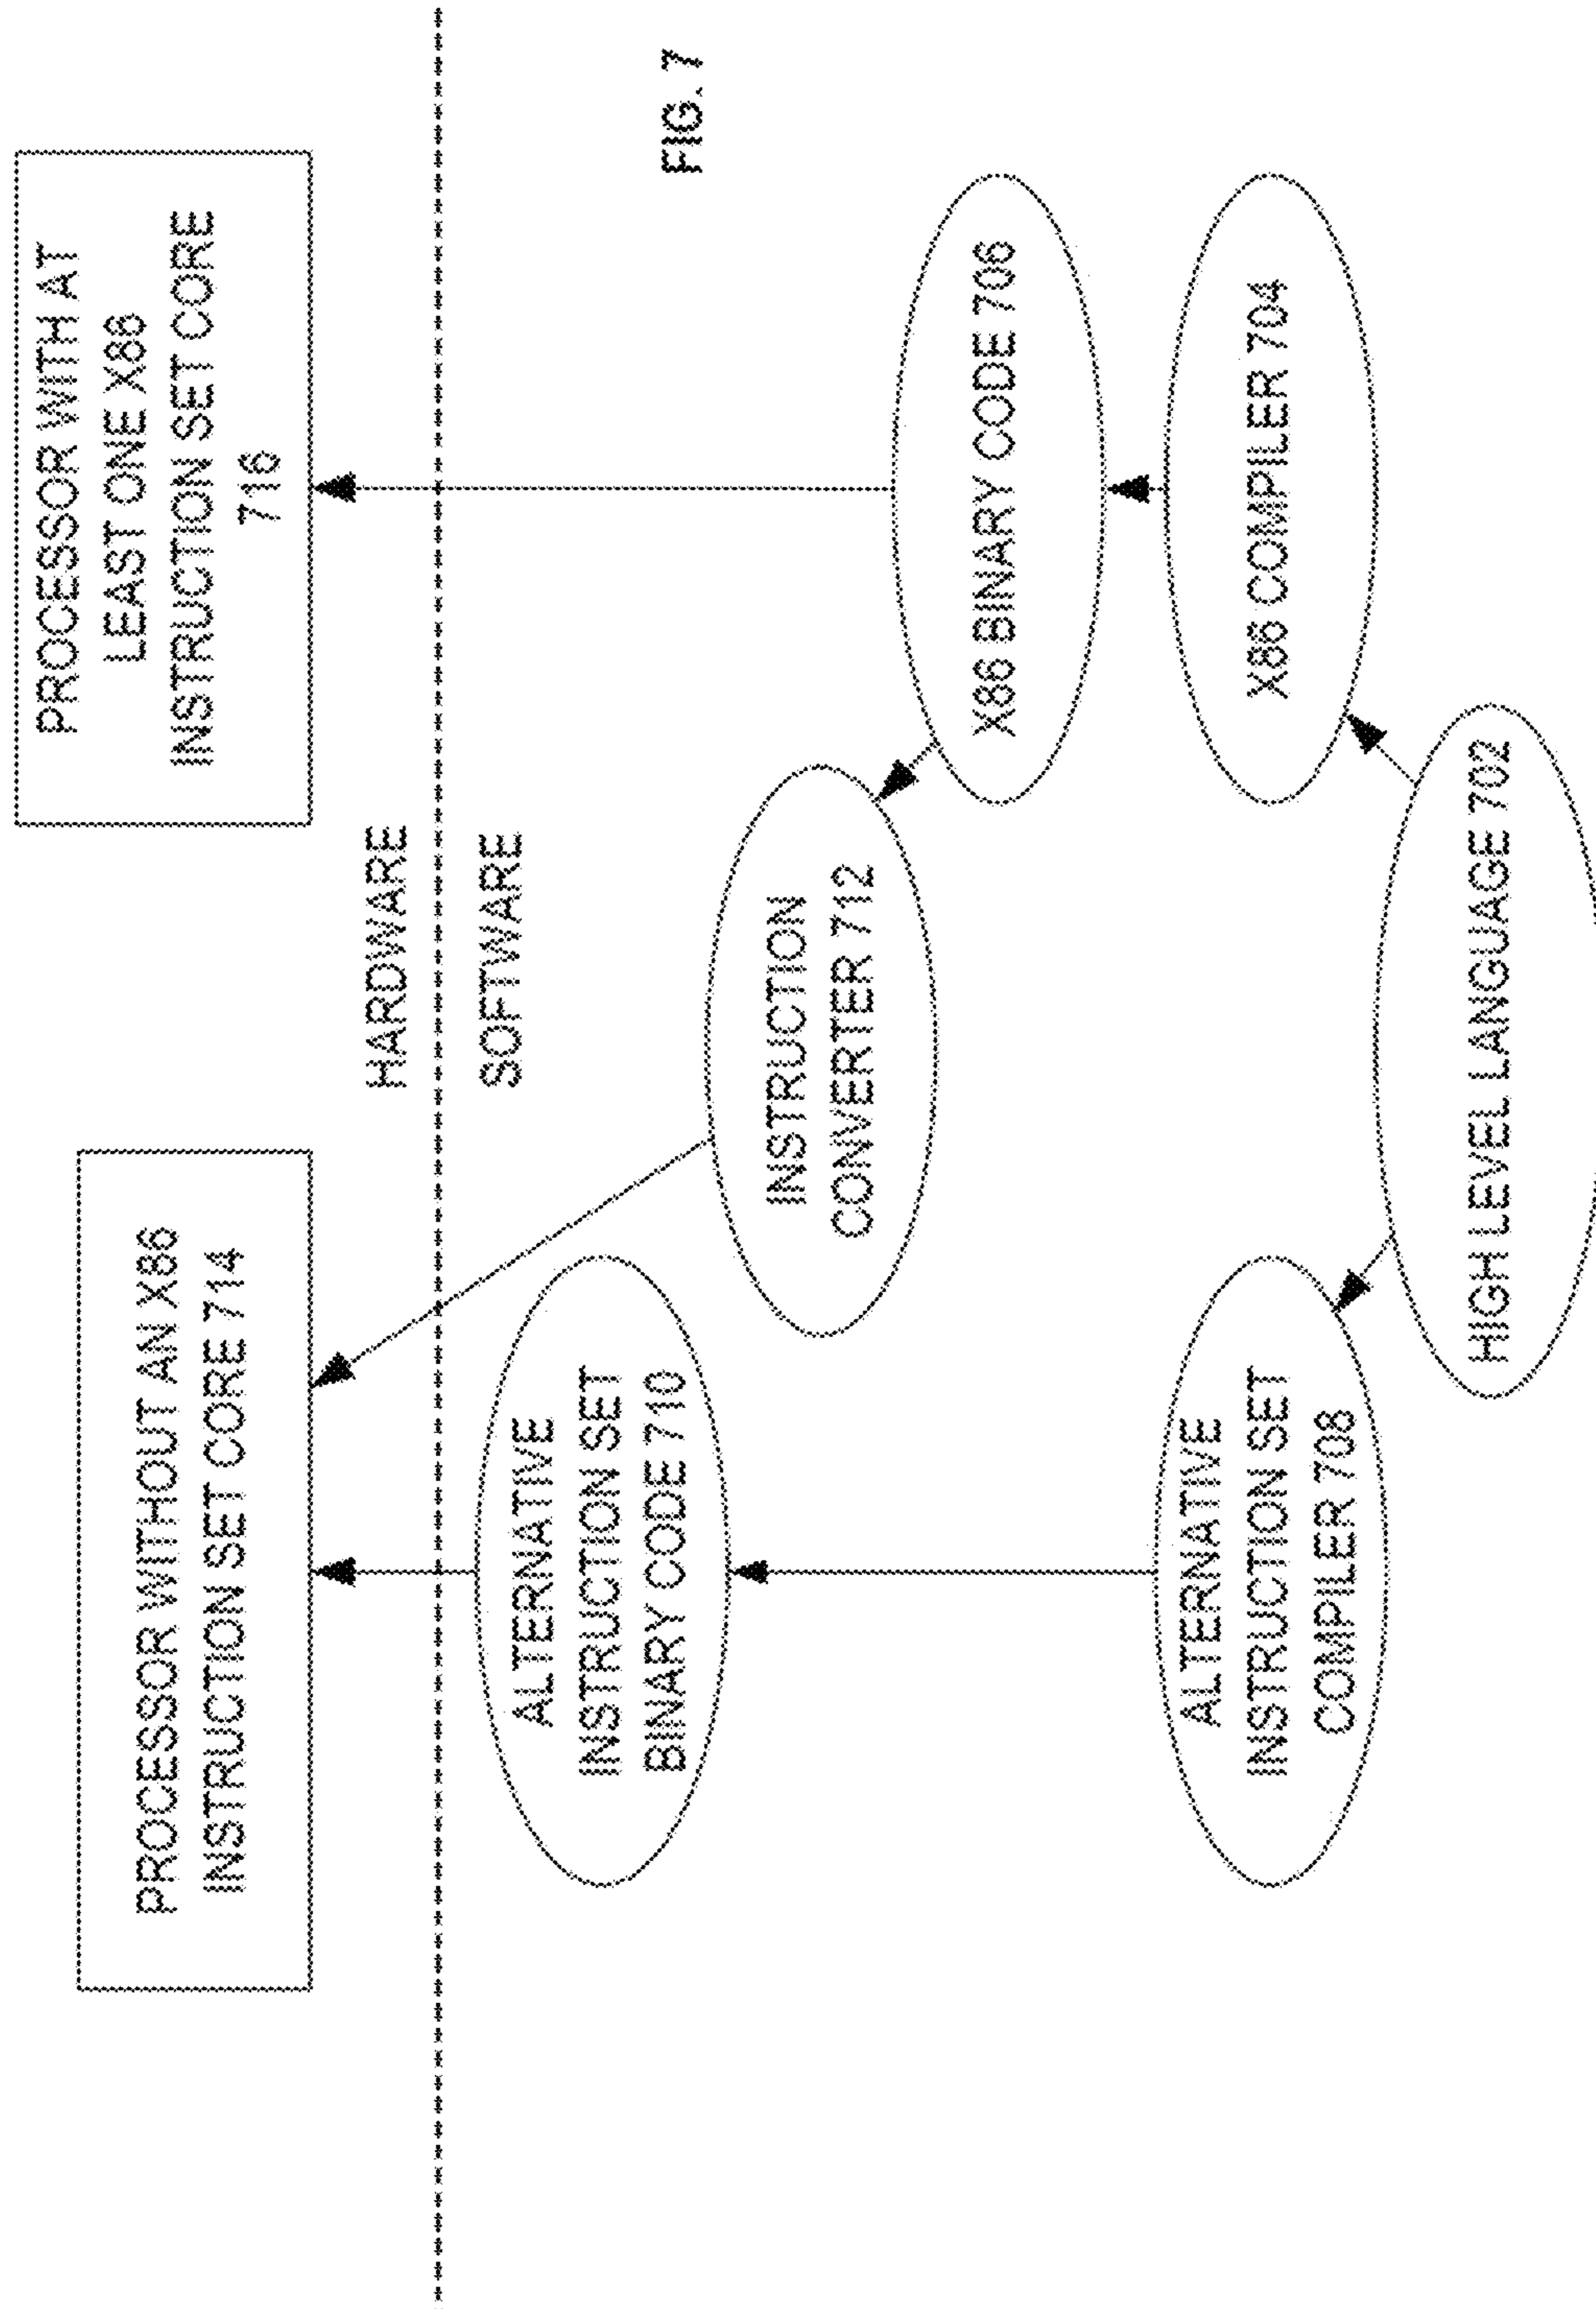 PROCESSOR WITHOUT AN X86
INSTRUCTION SET CORE 714
PROCESSOR WITH AT
LEAST ONE X86
INSTRUCTION SET CORE
716
HARDWARE
SOFTWARE
ALTERNATIVE
INSTRUCTION SET
BINARY CODE 710
INSTRUCTION
CONVERTER 712
FIG. 7
X86 BINARY CODE 706
ALTERNATIVE
INSTRUCTION SET
COMPILER 708
X86 COMPILER 704
HIGH LEVEL LANGUAGE 702